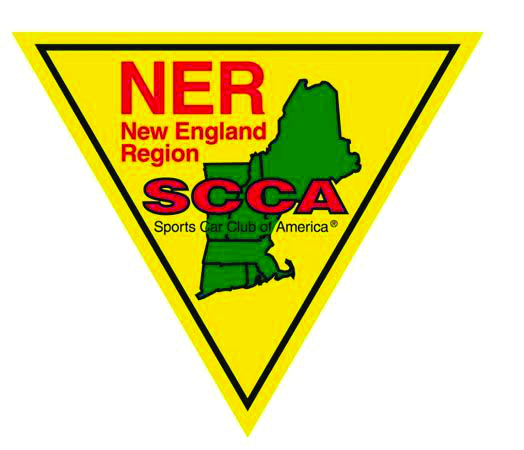 NER
New England
Region
SCCA
Sports Car Club of America®